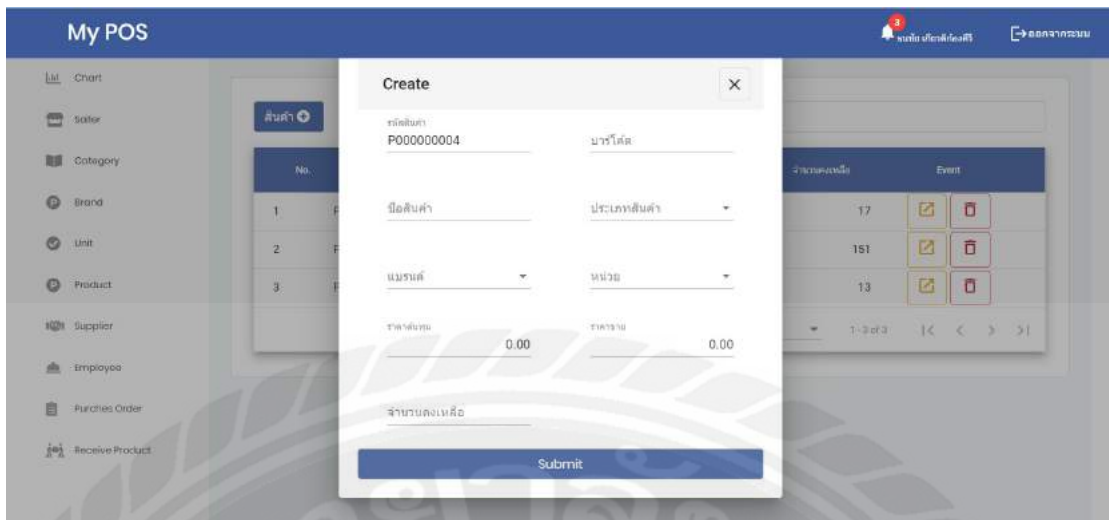 My POS
3
ออกจากระบบ
Chart
Category
Brand
Unit
Product
Supplier
Employee
Purches Order
Receive Product
สินค้า
No.
จำนวนคงเหลือ
Event
1
17
2
151
3
13
1-3 of 3
Create
รหัสสินค้า
P000000004
บาร์โค้ด
ชื่อสินค้า
ประเภทสินค้า
แบรนด์
หน่วย
ราคาต้นทุน
ราคาขาย
0.00
0.00
จำนวนคงเหลือ
Submit